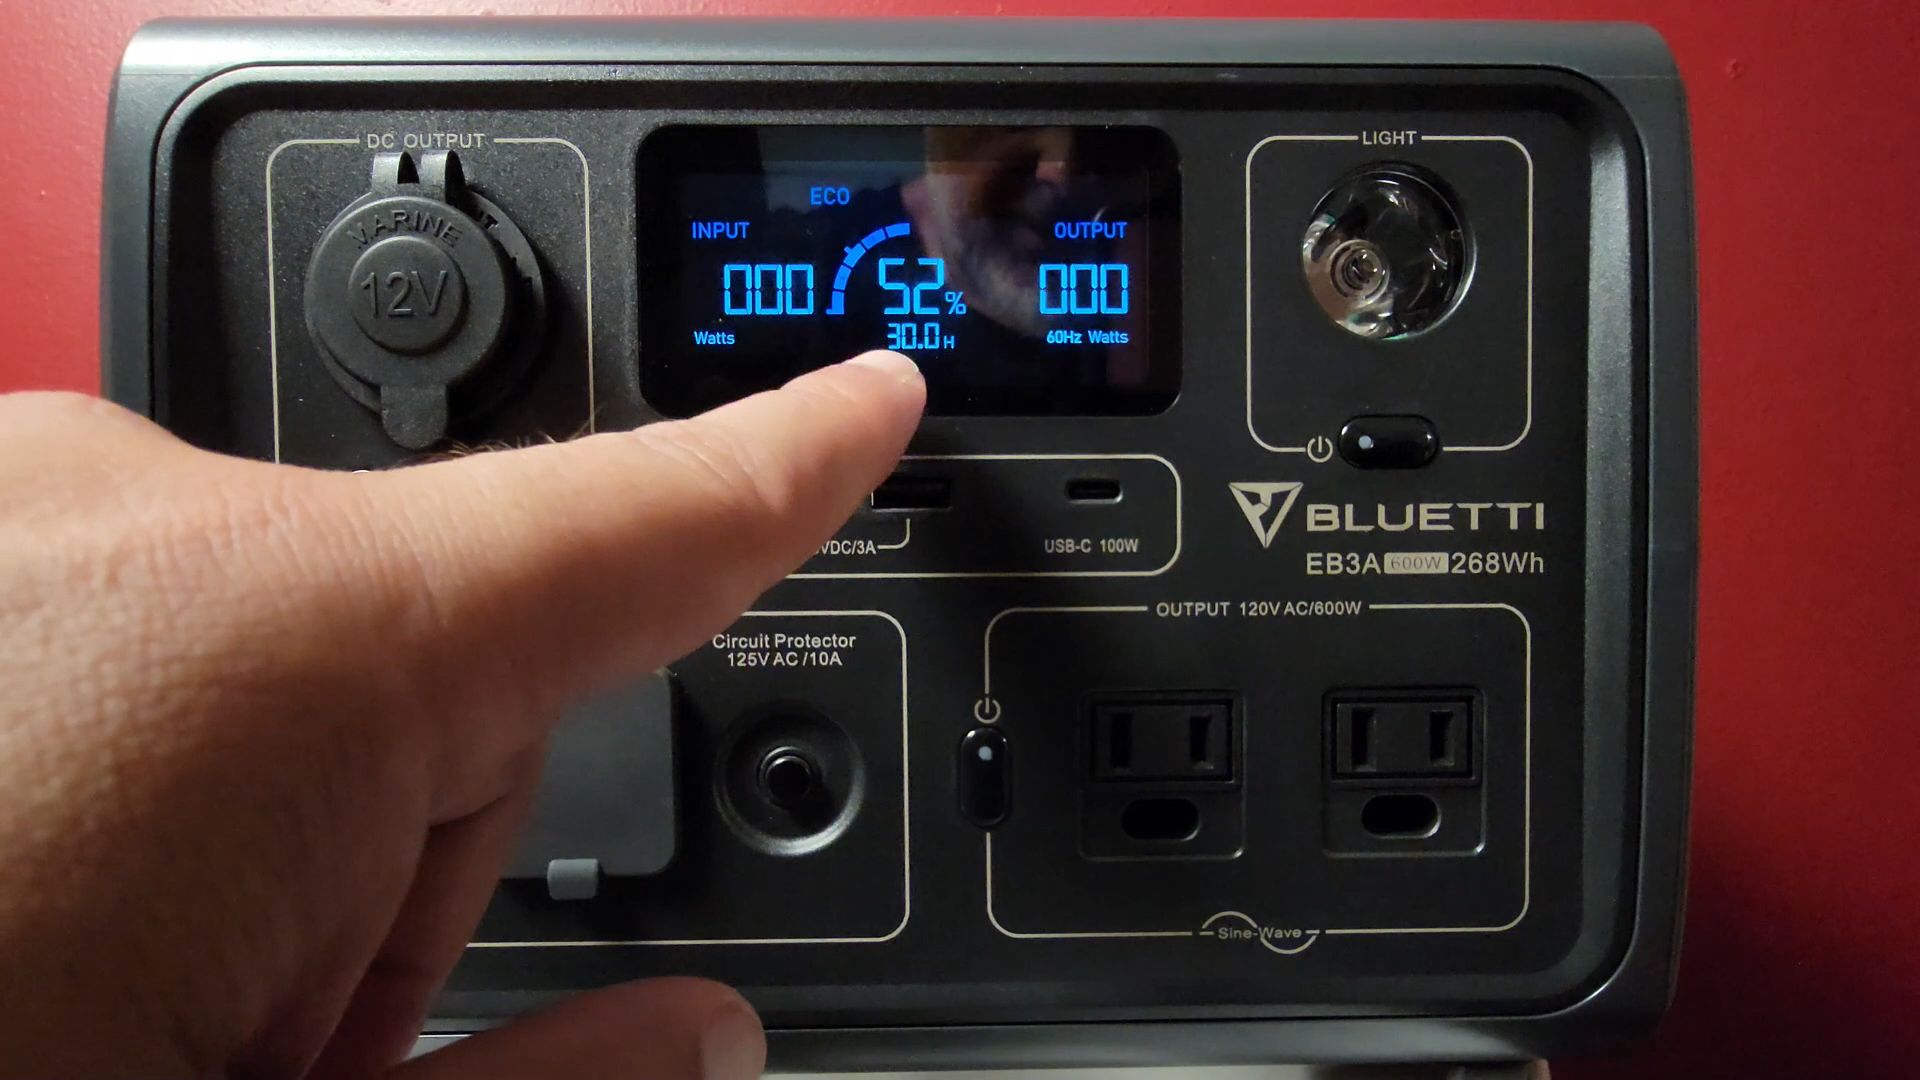 DC OUTPUT
MARINE
12V
ECO
INPUT
OUTPUT
000
52%
000
Watts
30.0 H
60Hz Watts
LIGHT
VDC/3A
USB-C 100W
BLUETTI
EB3A 600W 268Wh
Circuit Protector
125V AC /10A
OUTPUT 120V AC/600W
Sine-Wave